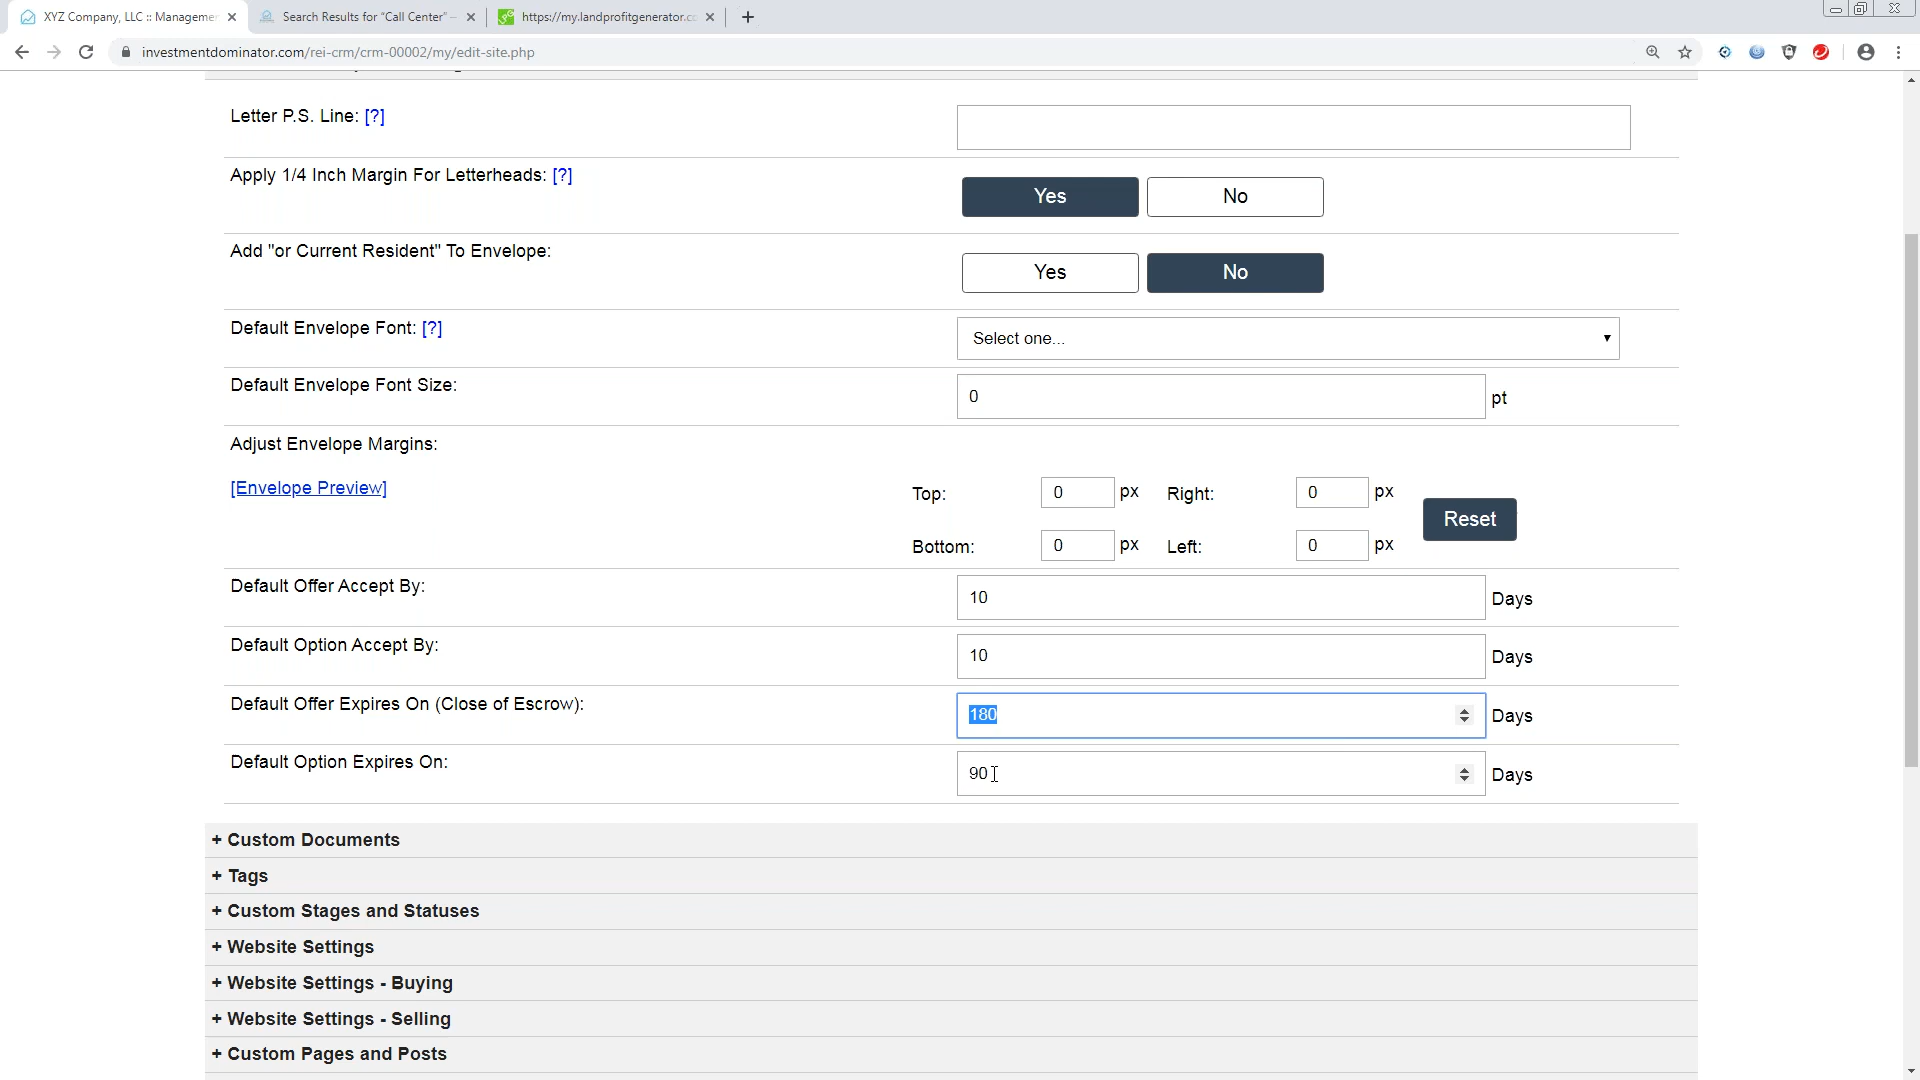 XYZ Company, LLC :: Managemen
Search Results for "Call Center" –
https://my.landprofitgenerator.co
investmentdominator.com/rei-crm/crm-00002/my/edit-site.php
Letter P.S. Line: [?]
Apply 1/4 Inch Margin For Letterheads: [?]
Yes No
Add "or Current Resident" To Envelope:
Yes No
Default Envelope Font: [?]
Select one...
Default Envelope Font Size:
0 pt
Adjust Envelope Margins:
[Envelope Preview]
Top: 0 px Right: 0 px
Reset
Bottom: 0 px Left: 0 px
Default Offer Accept By:
10 Days
Default Option Accept By:
10 Days
Default Offer Expires On (Close of Escrow):
180 Days
Default Option Expires On:
90 Days
+ Custom Documents
+ Tags
+ Custom Stages and Statuses
+ Website Settings
+ Website Settings - Buying
+ Website Settings - Selling
+ Custom Pages and Posts